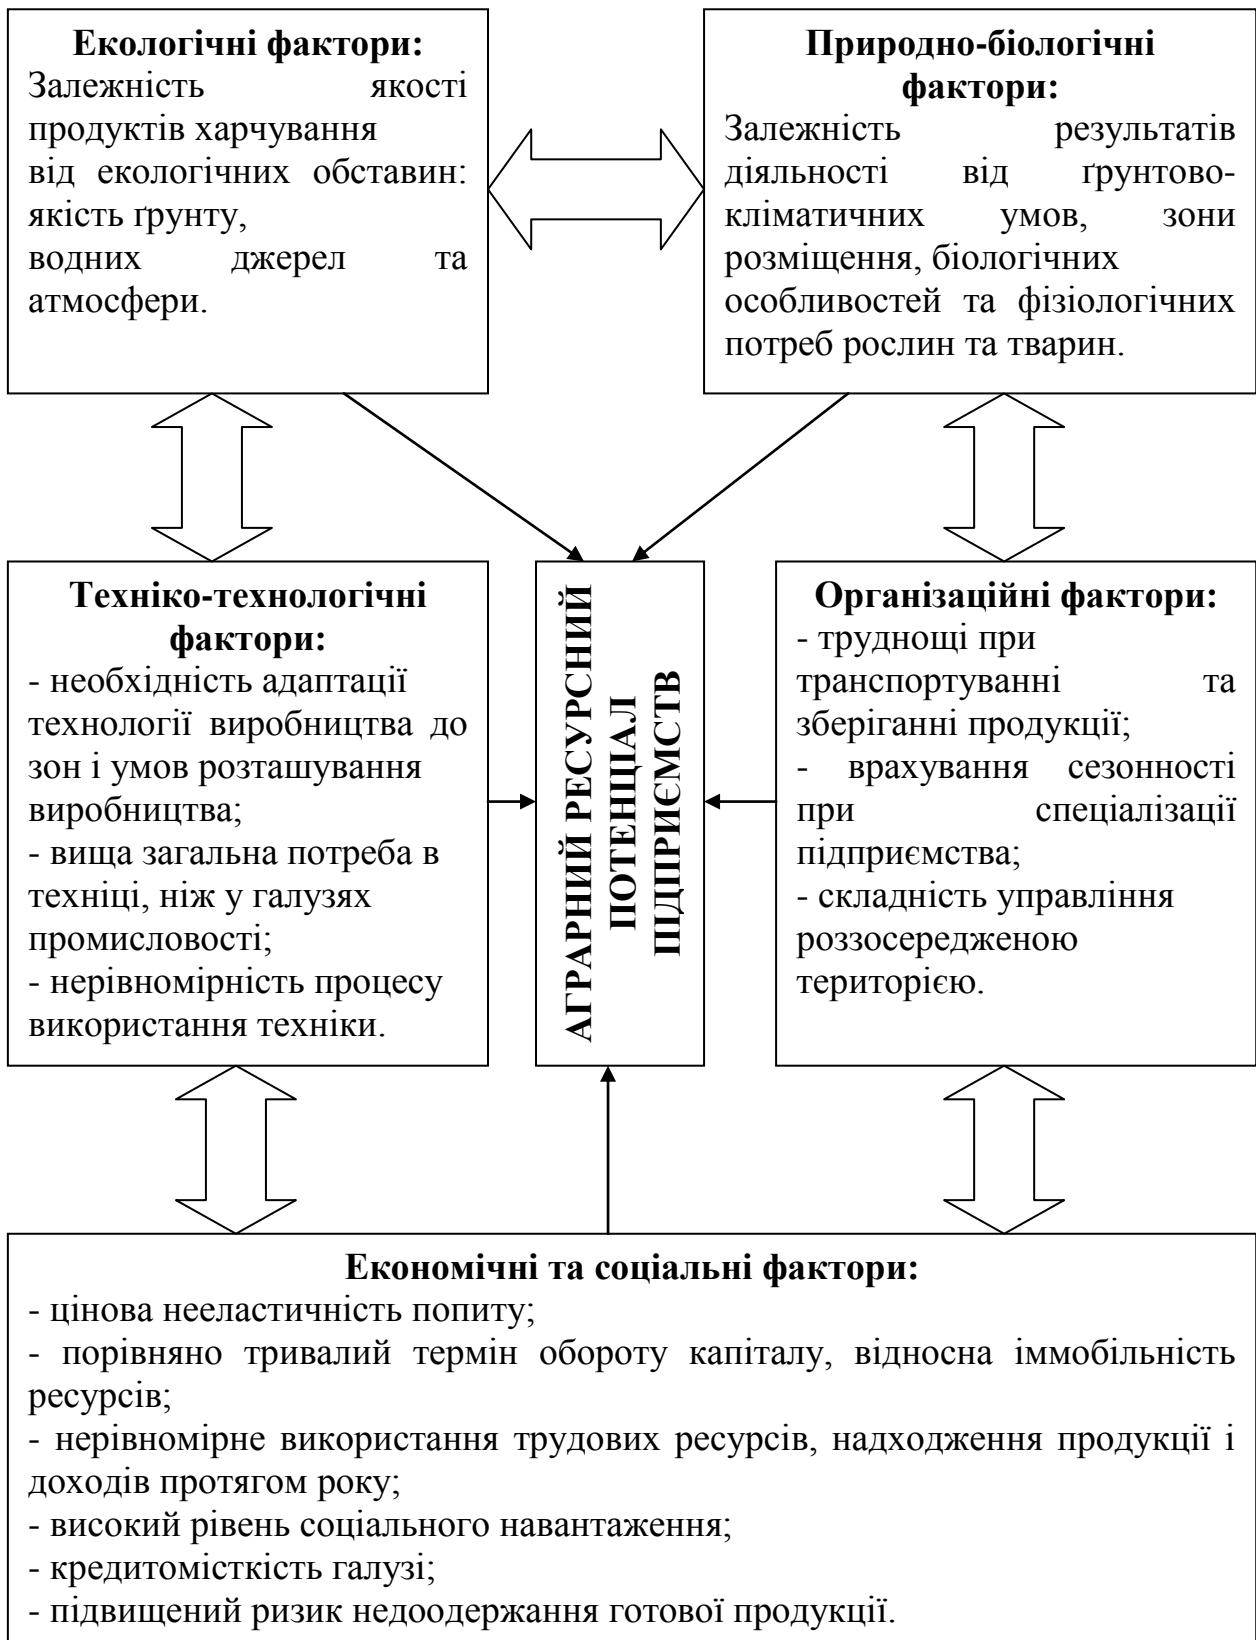 Екологічні фактори:
Залежність якості
продуктів харчування
від екологічних обставин:
якість ґрунту,
водних джерел та
атмосфери.
Природно-біологічні
фактори:
Залежність результатів
діяльності від ґрунтово-
кліматичних умов, зони
розміщення, біологічних
особливостей та фізіологічних
потреб рослин та тварин.
Техніко-технологічні
фактори:
- необхідність адаптації
технології виробництва до
зон і умов розташування
виробництва;
- вища загальна потреба в
техніці, ніж у галузях
промисловості;
- нерівномірність процесу
використання техніки.
АГРАРНИЙ РЕСУРСНИЙ
ПОТЕНЦІАЛ
ПІДПРИЄМСТВ
Організаційні фактори:
- труднощі при
транспортуванні та
зберіганні продукції;
- врахування сезонності
при спеціалізації
підприємства;
- складність управління
роззосередженою
територією.
Економічні та соціальні фактори:
- цінова нееластичність попиту;
- порівняно тривалий термін обороту капіталу, відносна іммобільність
ресурсів;
- нерівномірне використання трудових ресурсів, надходження продукції і
доходів протягом року;
- високий рівень соціального навантаження;
- кредитомісткість галузі;
- підвищений ризик недоодержання готової продукції.